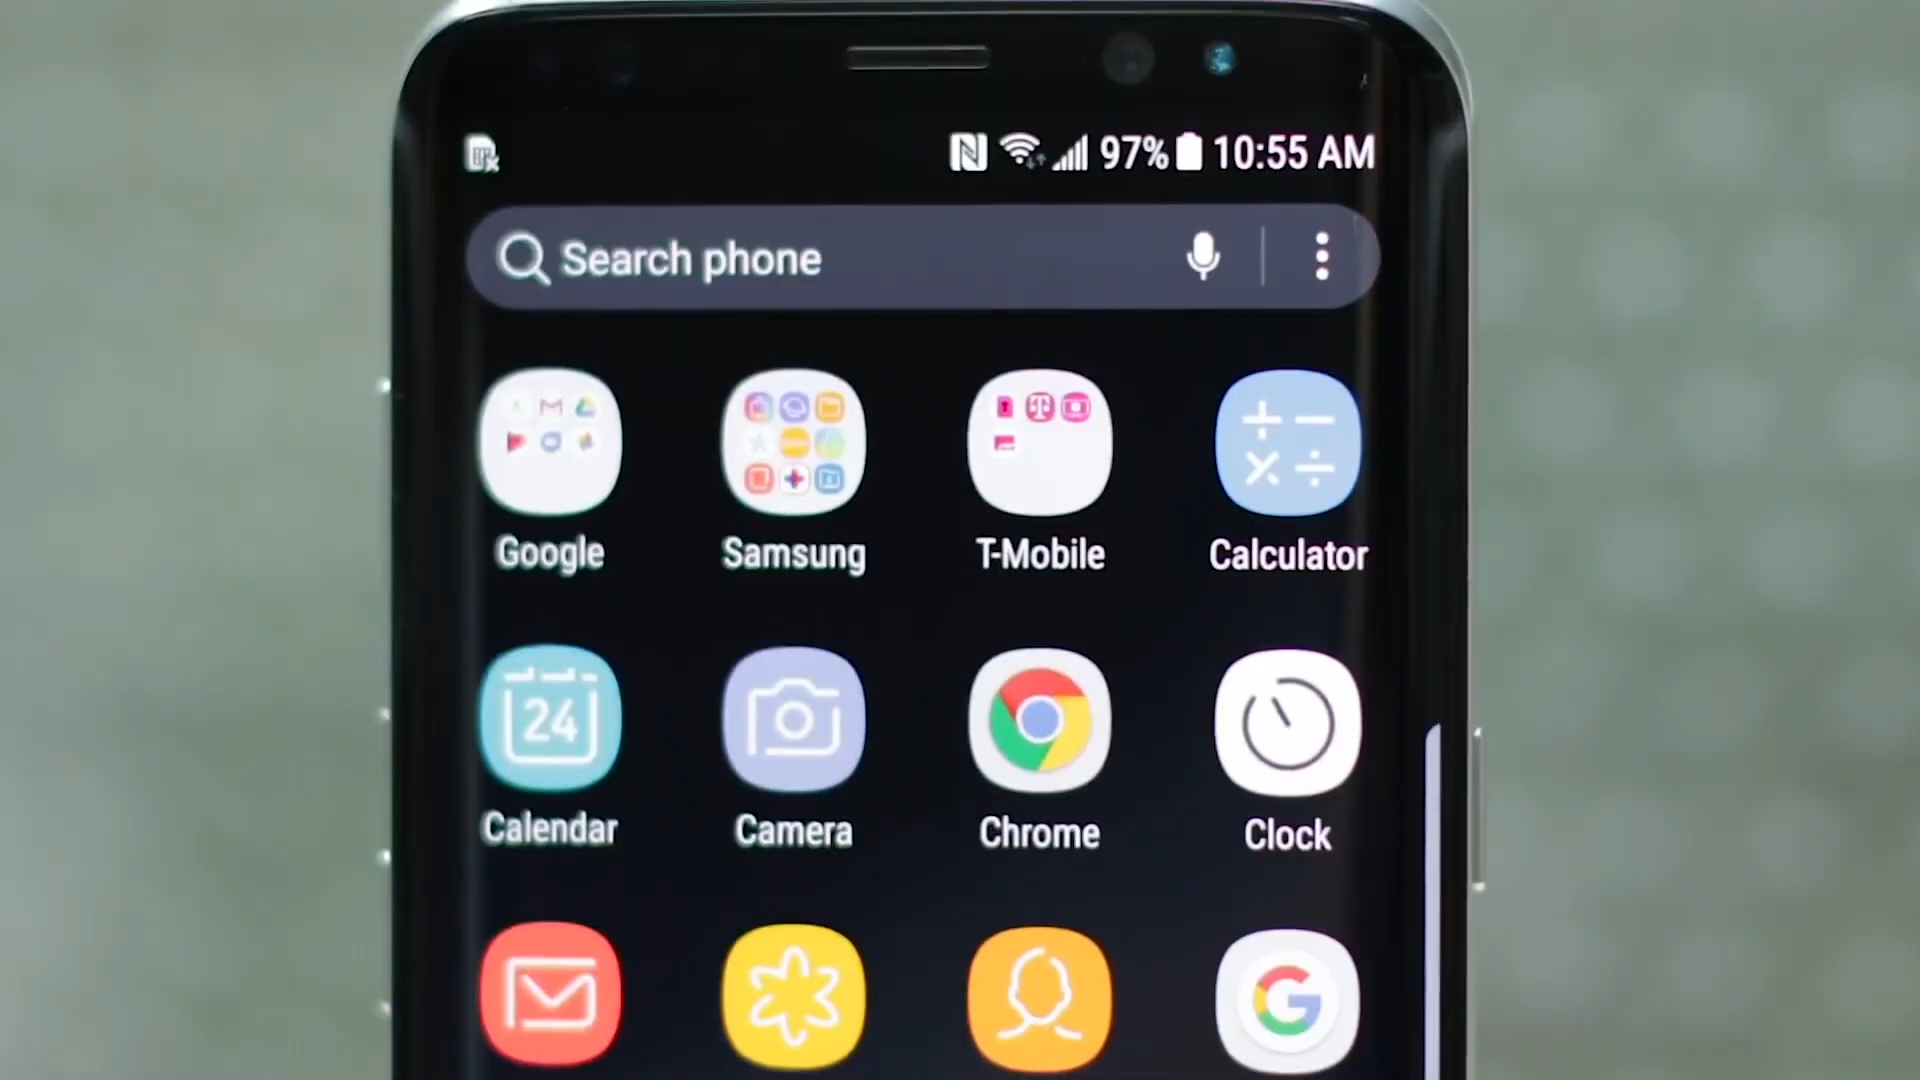 97% 10:55 AM
Search phone
Google Samsung T-Mobile Calculator
24
Calendar Camera Chrome Clock